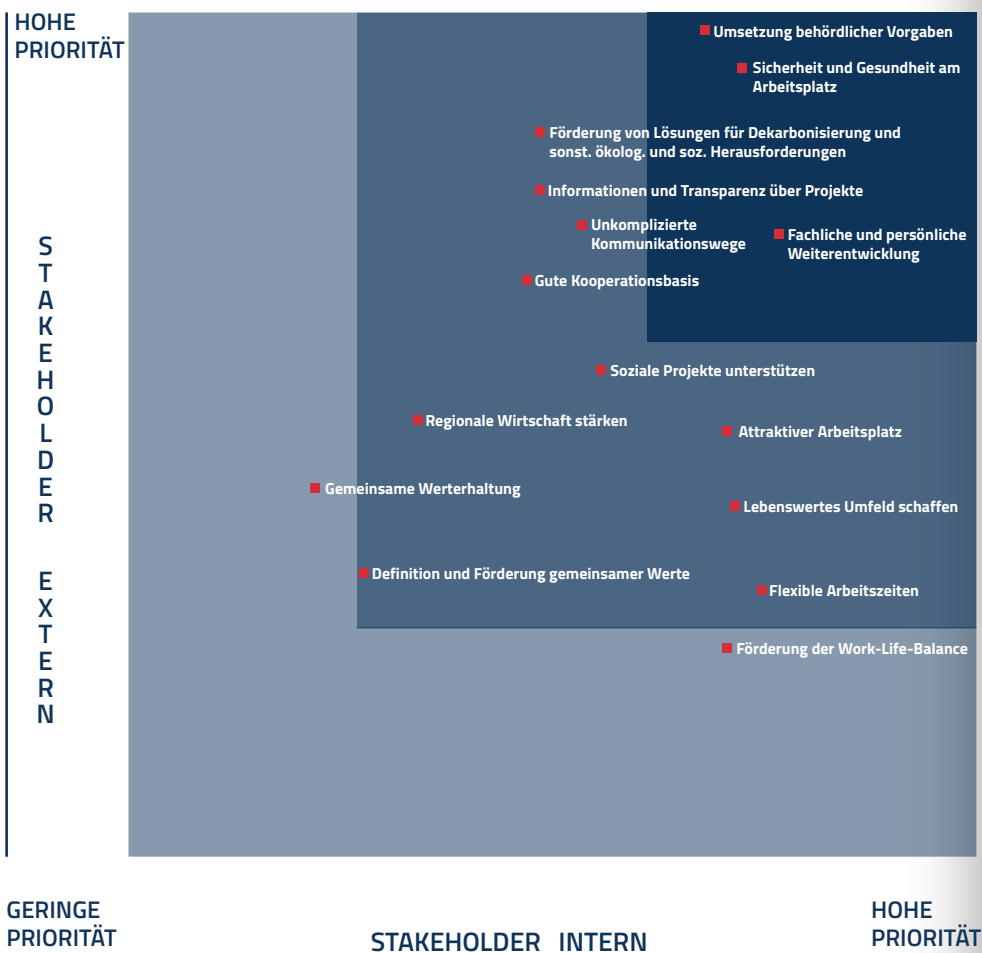 HOHE
PRIORITÄT
Umsetzung behördlicher Vorgaben
Sicherheit und Gesundheit am
Arbeitsplatz
Förderung von Lösungen für Dekarbonisierung und
sonst. ökolog. und soz. Herausforderungen
Informationen und Transparenz über Projekte
Unkomplizierte
Kommunikationswege
Fachliche und persönliche
Weiterentwicklung
Gute Kooperationsbasis
Soziale Projekte unterstützen
Regionale Wirtschaft stärken
Attraktiver Arbeitsplatz
Gemeinsame Werterhaltung
Lebenswertes Umfeld schaffen
Definition und Förderung gemeinsamer Werte
Flexible Arbeitszeiten
Förderung der Work-Life-Balance
STAKEHOLDER EXTERN
GERINGE
PRIORITÄT
STAKEHOLDER INTERN
HOHE
PRIORITÄT